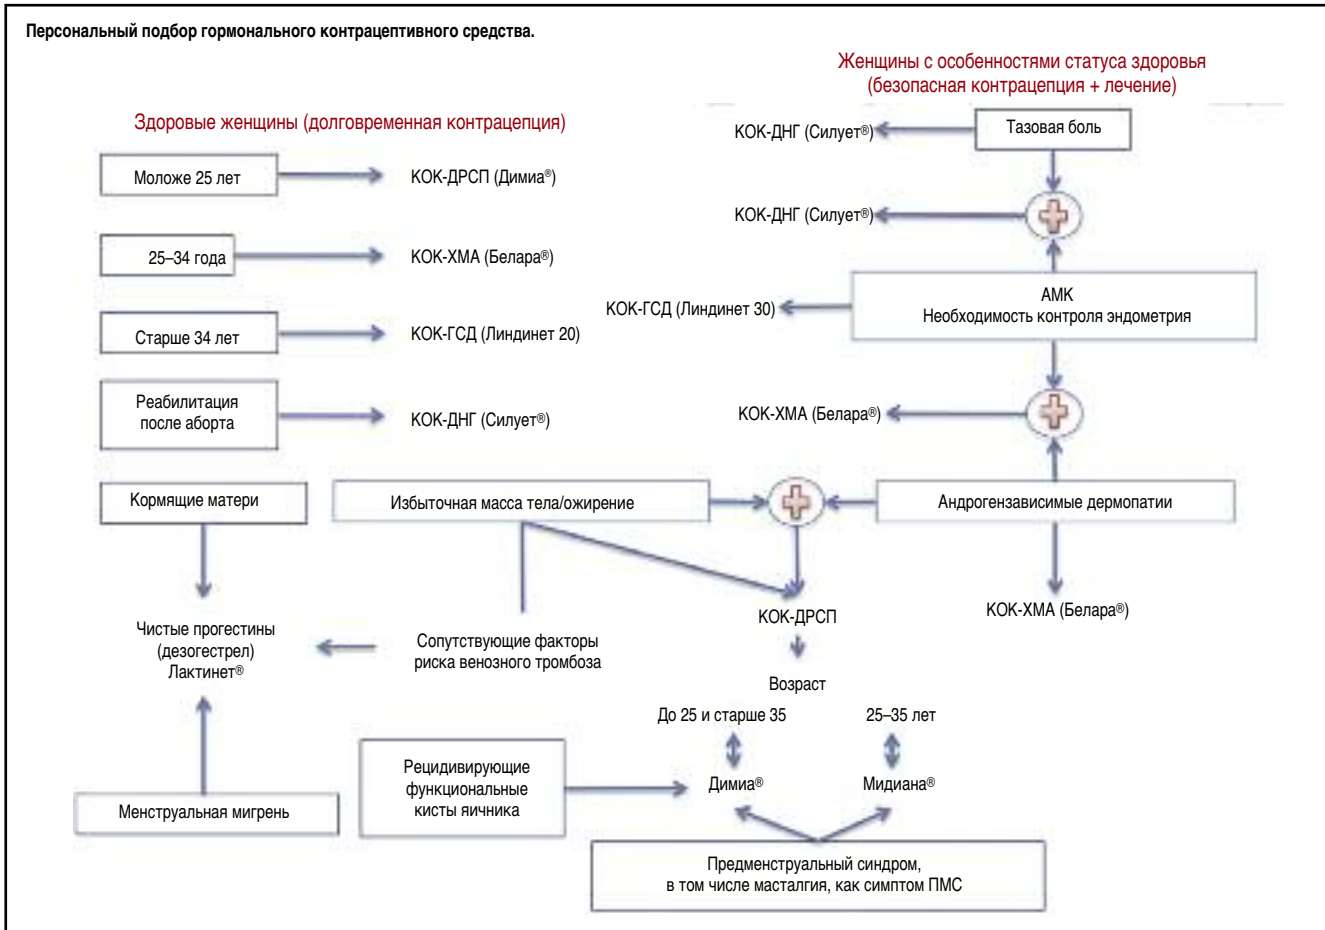 Персональный подбор гормонального контрацептивного средства.
Женщины с особенностями статуса здоровья
(безопасная контрацепция + лечение)
Здоровые женщины (долговременная контрацепция)
КОК-ДНГ (Силует®)
Тазовая боль
Моложе 25 лет
КОК-ДРСП (Димиа®)
КОК-ДНГ (Силует®)
25–34 года
КОК-ХМА (Белара®)
АМК
Необходимость контроля эндометрия
КОК-ГСД (Линдинет 30)
Старше 34 лет
КОК-ГСД (Линдинет 20)
Реабилитация
после аборта
КОК-ДНГ (Силует®)
КОК-ХМА (Белара®)
Кормящие матери
Избыточная масса тела/ожирение
Андрогензависимые дермопатии
КОК-ДРСП
КОК-ХМА (Белара®)
Чистые прогестины
(дезогестрел)
Лактинет®
Сопутствующие факторы
риска венозного тромбоза
Возраст
До 25 и старше 35
25–35 лет
Рецидивирующие
функциональные
кисты яичника
Димиа®
Мидиана®
Менструальная мигрень
Предменструальный синдром,
в том числе масталгия, как симптом ПМС